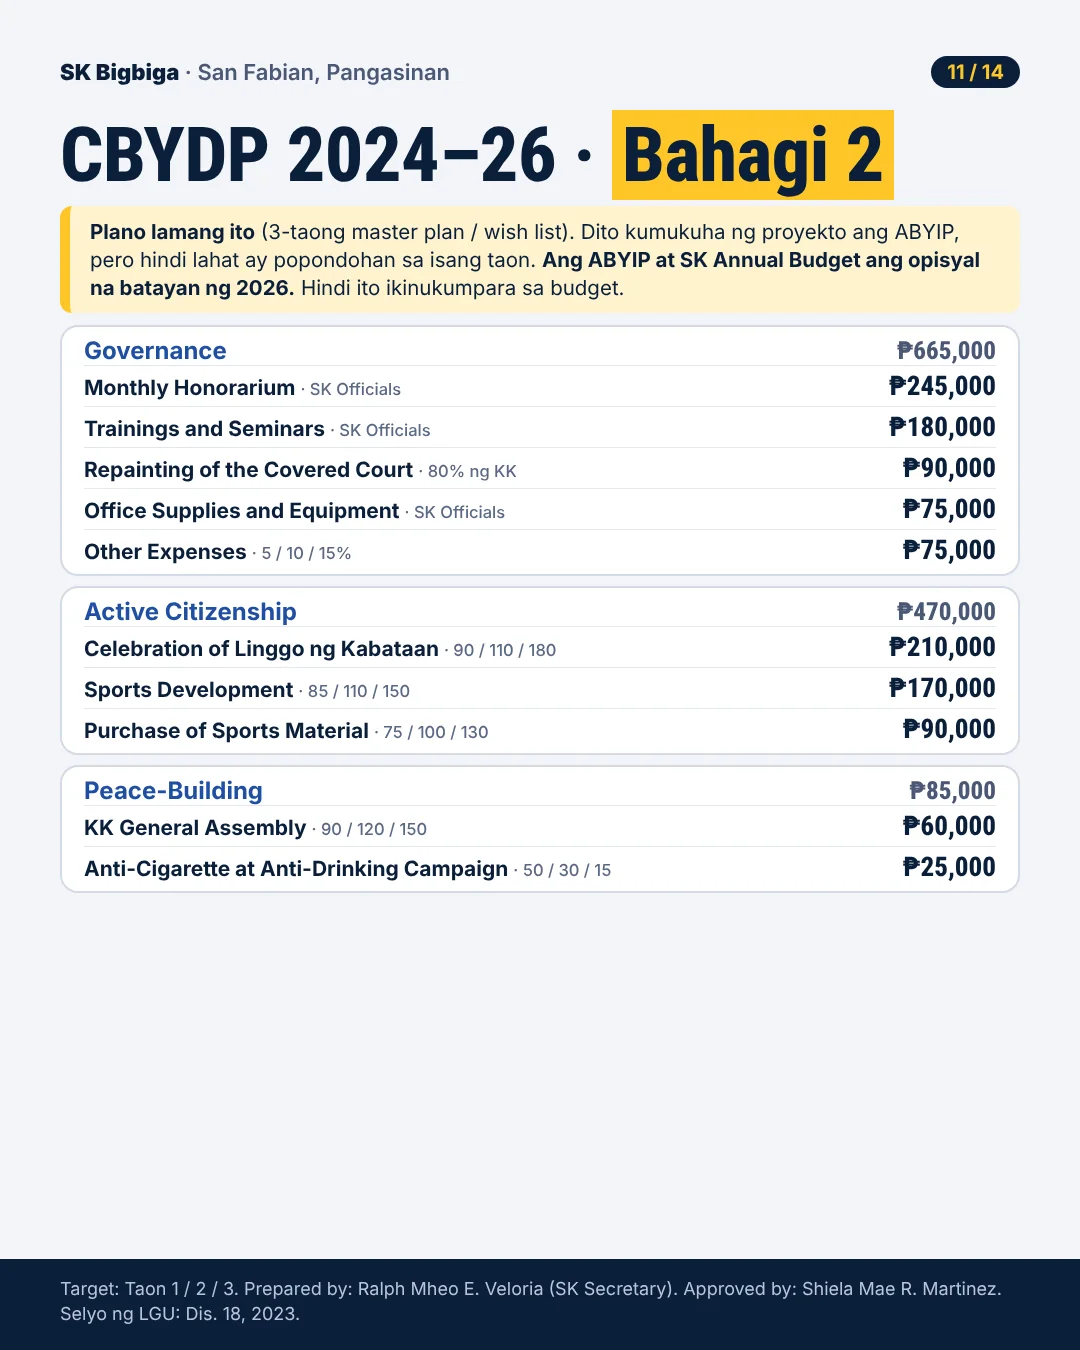 SK Bigbiga · San Fabian, Pangasinan
11 / 14
CBYDP 2024–26 · Bahagi 2
Plano lamang ito (3-taong master plan / wish list). Dito kumukuha ng proyekto ang ABYIP,
pero hindi lahat ay popondohan sa isang taon. Ang ABYIP at SK Annual Budget ang opisyal
na batayan ng 2026. Hindi ito ikinukumpara sa budget.
Governance ₱665,000
Monthly Honorarium · SK Officials ₱245,000
Trainings and Seminars · SK Officials ₱180,000
Repainting of the Covered Court · 80% ng KK ₱90,000
Office Supplies and Equipment · SK Officials ₱75,000
Other Expenses · 5 / 10 / 15% ₱75,000
Active Citizenship ₱470,000
Celebration of Linggo ng Kabataan · 90 / 110 / 180 ₱210,000
Sports Development · 85 / 110 / 150 ₱170,000
Purchase of Sports Material · 75 / 100 / 130 ₱90,000
Peace-Building ₱85,000
KK General Assembly · 90 / 120 / 150 ₱60,000
Anti-Cigarette at Anti-Drinking Campaign · 50 / 30 / 15 ₱25,000
Target: Taon 1 / 2 / 3. Prepared by: Ralph Mheo E. Veloria (SK Secretary). Approved by: Shiela Mae R. Martinez.
Selyo ng LGU: Dis. 18, 2023.